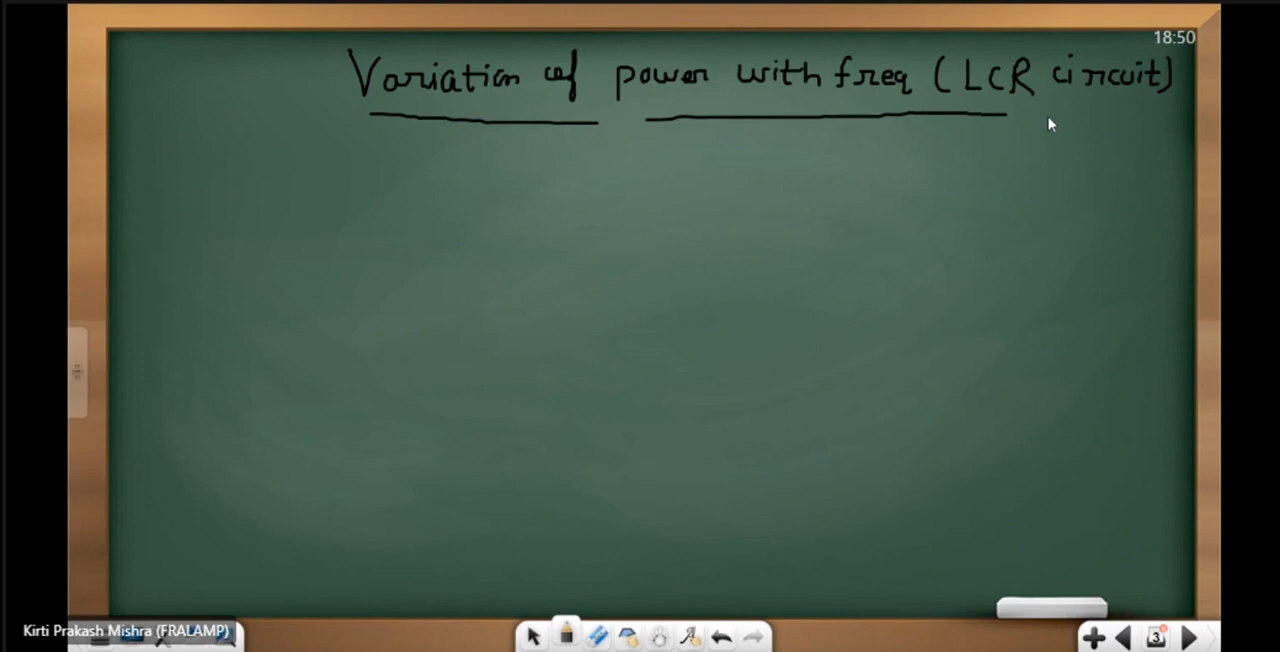 18:50
Variation of power with freq (LCR circuit)
3
Kirti Prakash Mishra (FRALAMP)